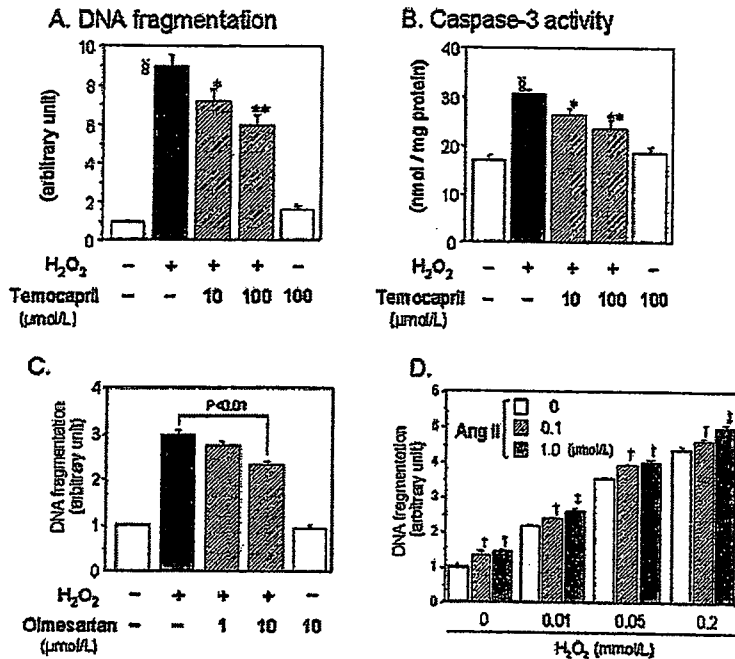 A. DNA fragmentation
(arbitrary unit)
10
8
6
4
2
0
§
*
**
H₂O₂ − + + + −
Temocapril − − 10 100 100
(μmol/L)
B. Caspase-3 activity
(nmol / mg protein)
40
30
20
10
0
§
*
**
H₂O₂ − + + + −
Temocapril − − 10 100 100
(μmol/L)
C.
DNA fragmentation
(arbitrary unit)
4
3
2
1
0
P<0.01
H₂O₂ − + + + −
Olmesartan − − 1 10 10
(μmol/L)
D.
DNA fragmentation
(arbitrary unit)
6
5
4
3
2
1
0
Ang II
0
0.1
1.0 (μmol/L)
† † † ‡ † † † ‡
0 0.01 0.05 0.2
H₂O₂ (mmol/L)